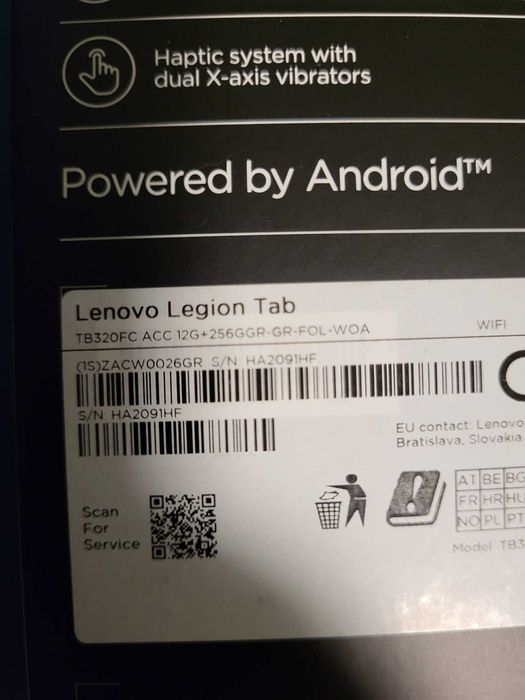 Haptic system with
dual X-axis vibrators
Powered by Android™
Lenovo Legion Tab
TB320FC ACC 12G+256GGR-GR-FOL-WOA
WIFI
(1S)ZACW0026GR S/N: HA2091HF
S/N: HA2091HF
EU contact: Lenovo
Bratislava, Slovakia
Scan
For
Service
AT BE BG
FR HR HU
NO PL PT
Model: TB3